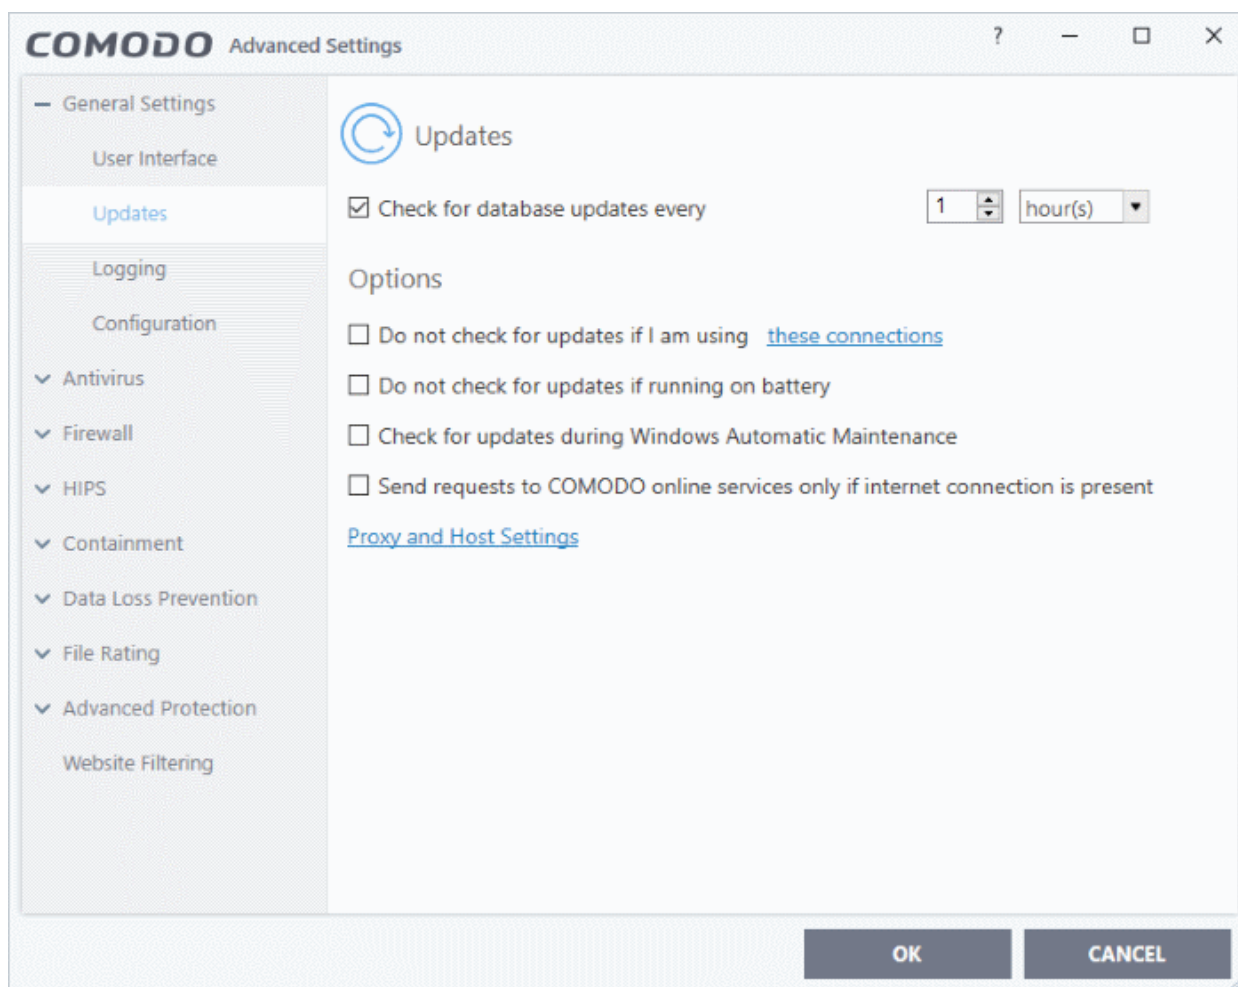 COMODO Advanced Settings ?
General Settings
User Interface
Updates
Logging
Configuration
Antivirus
Firewall
HIPS
Containment
Data Loss Prevention
File Rating
Advanced Protection
Website Filtering
Updates
Check for database updates every 1 hour(s)
Options
Do not check for updates if I am using these connections
Do not check for updates if running on battery
Check for updates during Windows Automatic Maintenance
Send requests to COMODO online services only if internet connection is present
Proxy and Host Settings
OK CANCEL